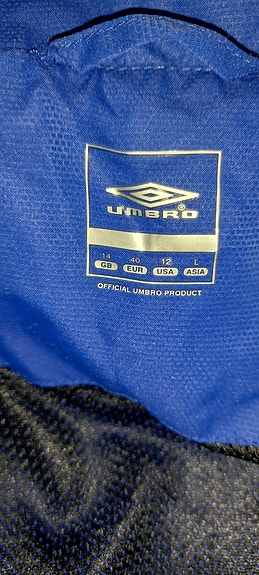 UMBRO®
14 40 12 L
GB EUR USA ASIA
OFFICIAL UMBRO PRODUCT